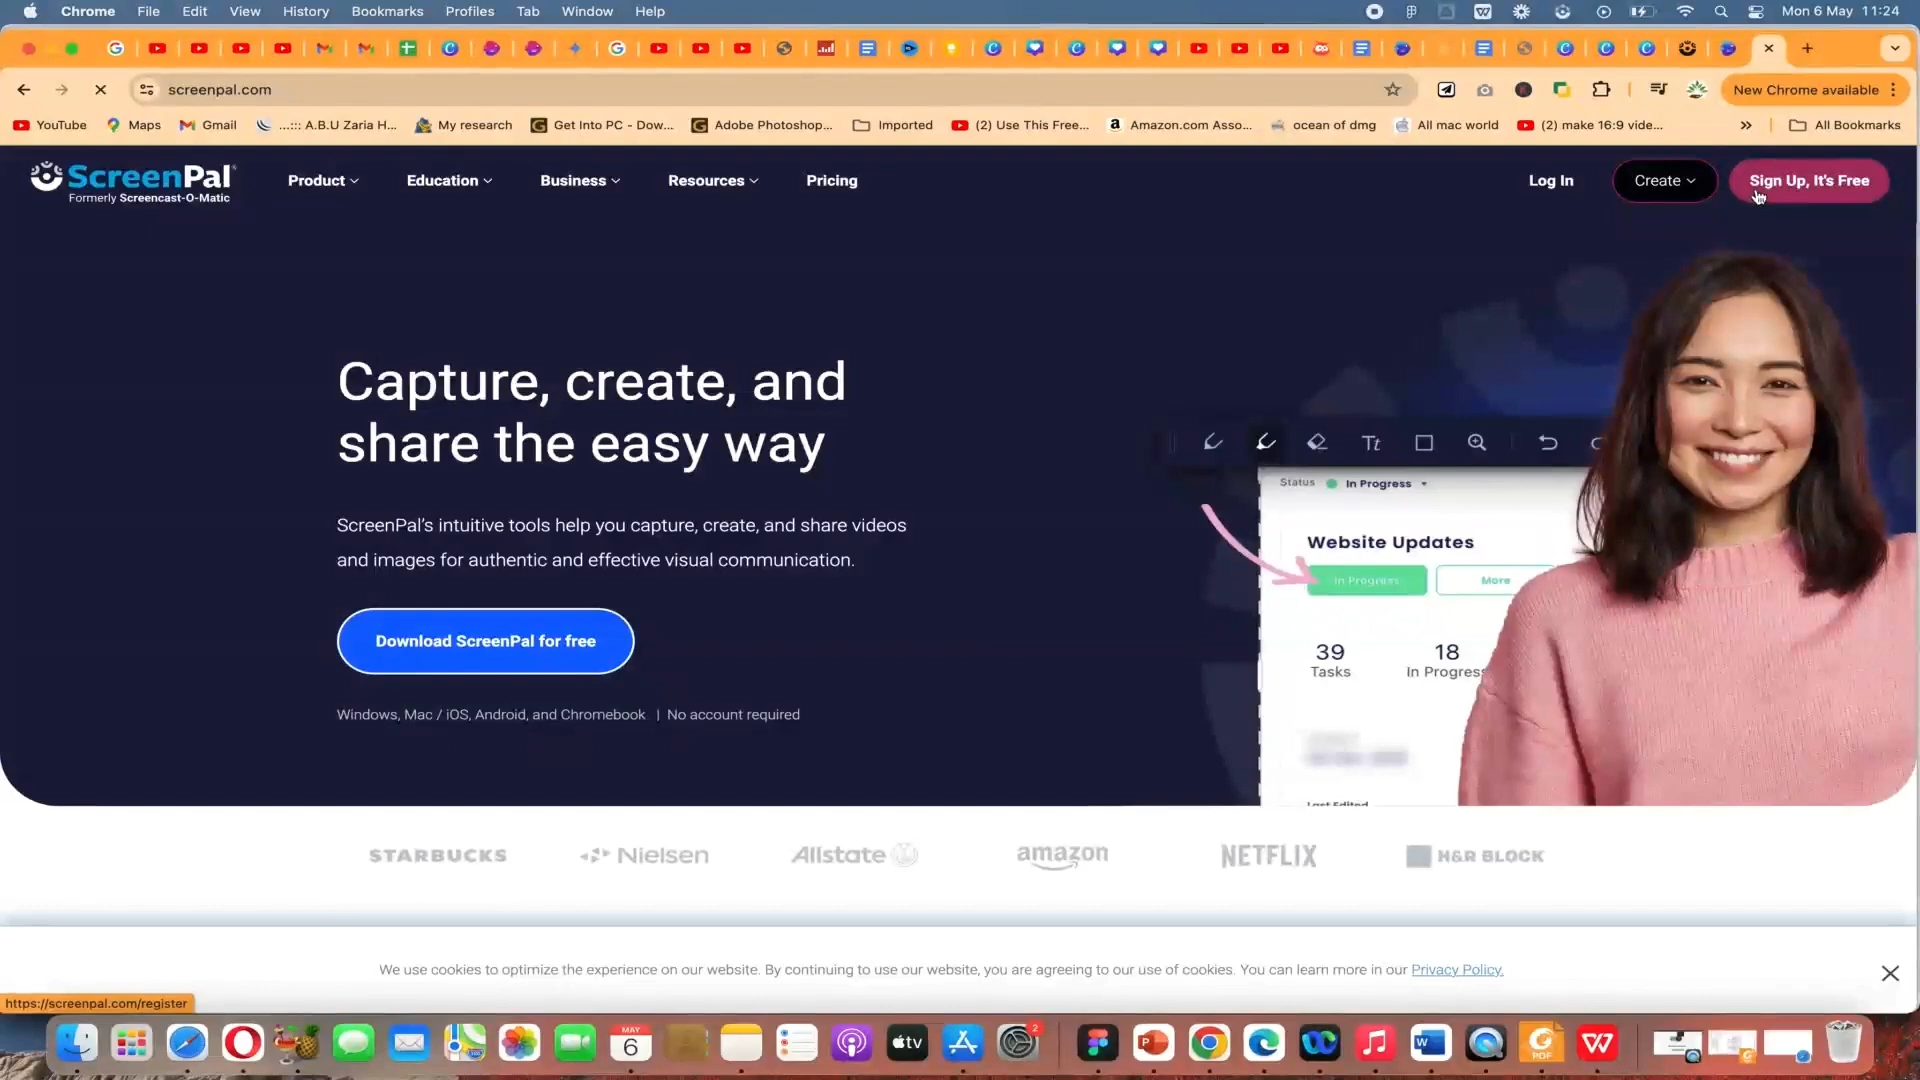 Chrome File Edit View History Bookmarks Profiles Tab Window Help Mon 6 May 11:24
screenpal.com New Chrome available
YouTube Maps Gmail ...::: A.B.U Zaria H... My research Get Into PC - Dow... Adobe Photoshop... Imported (2) Use This Free... Amazon.com Asso... ocean of dmg All mac world (2) make 16:9 vide... All Bookmarks
ScreenPal Product Education Business Resources Pricing Log In Create Sign Up, It's Free
Formerly Screencast-O-Matic
Capture, create, and
share the easy way
Tt
Status In Progress
ScreenPal's intuitive tools help you capture, create, and share videos
and images for authentic and effective visual communication.
Website Updates
In Progress More
Download ScreenPal for free
39 18
Tasks In Progress
Windows, Mac / iOS, Android, and Chromebook | No account required
Last Edited
STARBUCKS Nielsen Allstate amazon NETFLIX H&R BLOCK
We use cookies to optimize the experience on our website. By continuing to use our website, you are agreeing to our use of cookies. You can learn more in our Privacy Policy.
https://screenpal.com/register
MAY
6
tv
2
PDF